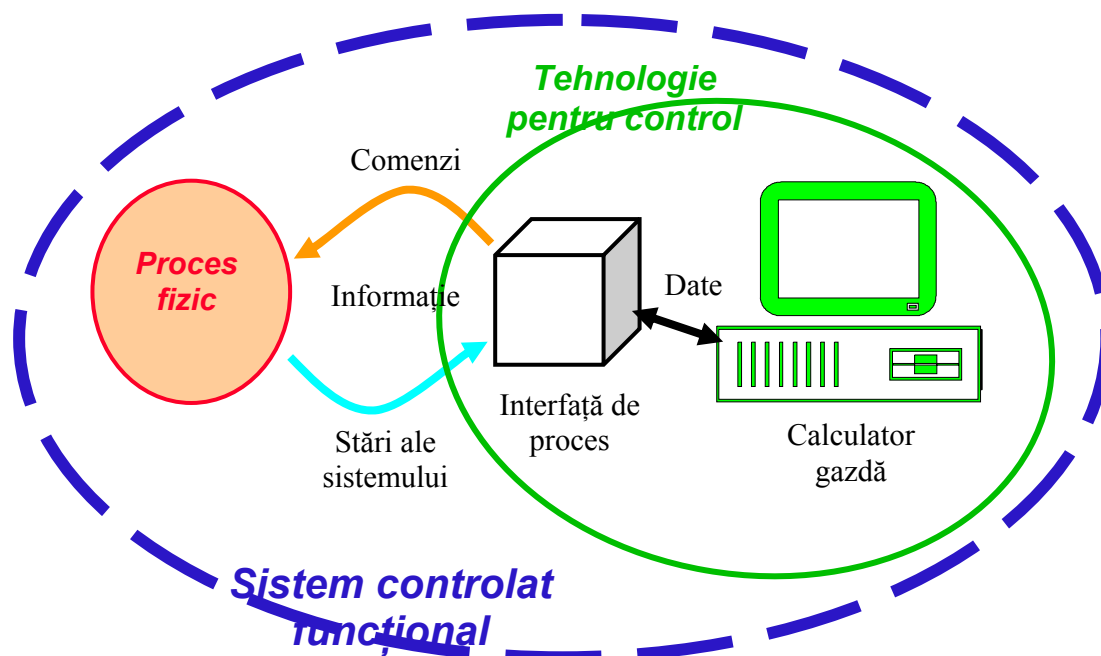 Tehnologie
pentru control
Comenzi
Proces
fizic
Informație
Date
Interfață de
proces
Stări ale
sistemului
Calculator
gazdă
Sistem controlat
funcțional